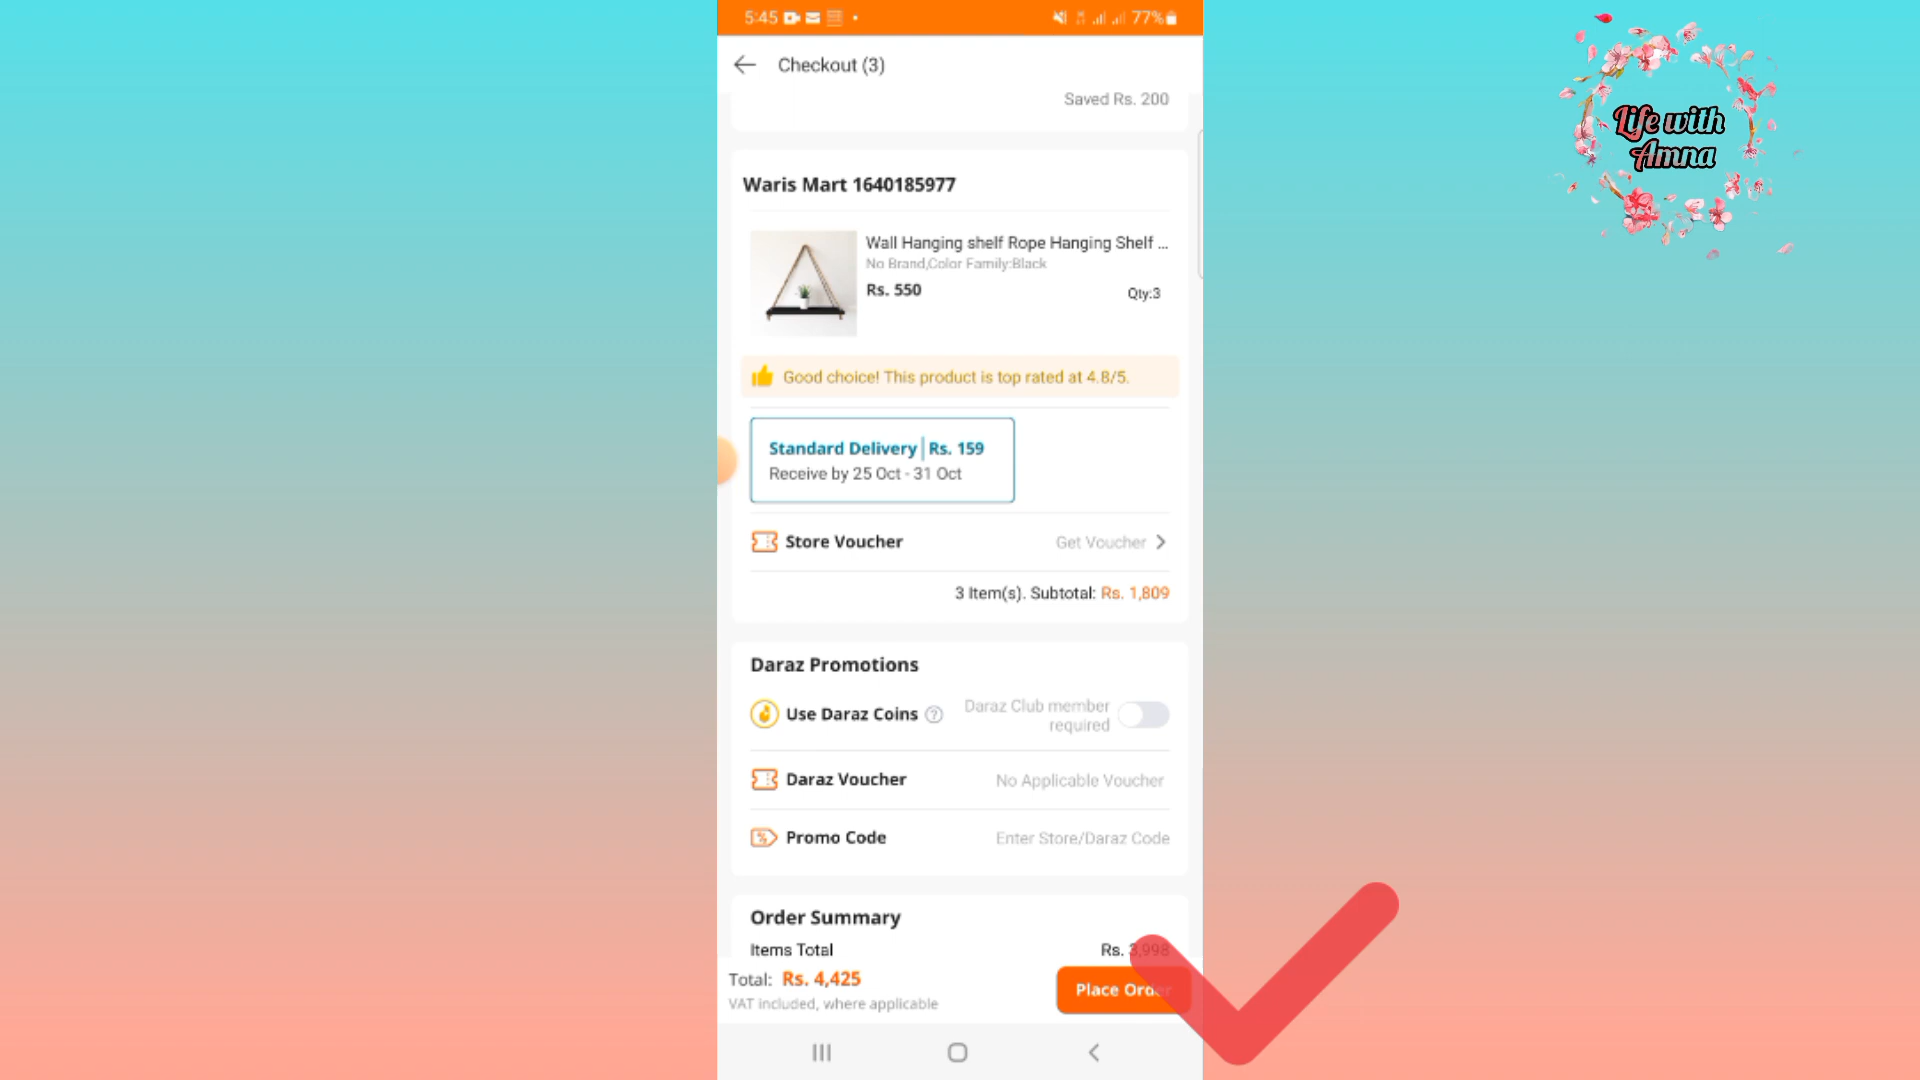 5:45
77%
Checkout (3)
Saved Rs. 200
Life with
Amna
Waris Mart 1640185977
Wall Hanging shelf Rope Hanging Shelf ...
No Brand,Color Family:Black
Rs. 550
Qty:3
Good choice! This product is top rated at 4.8/5.
Standard Delivery | Rs. 159
Receive by 25 Oct - 31 Oct
Store Voucher
Get Voucher
3 Item(s). Subtotal: Rs. 1,809
Daraz Promotions
Use Daraz Coins
Daraz Club member
required
Daraz Voucher
No Applicable Voucher
Promo Code
Enter Store/Daraz Code
Order Summary
Items Total
Rs. 3,998
Total: Rs. 4,425
VAT included, where applicable
Place Order